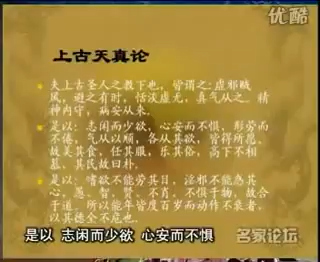 优酷
上古天真论
夫上古圣人之教下也，皆谓之：虚邪贼
风，避之有时，恬淡虚无，真气从之。精
神内守，病安从来。
是以：志闲而少欲，心安而不惧，形劳而
不倦，气从以顺，各从其欲，皆得所愿。
故美其食，任其服，乐其俗，高下不相
慕，其民故曰朴。
是以：嗜欲不能劳其目，淫邪不能惑其
心，愚、智、贤、不肖，不惧于物，故合
于道。所以能年皆度百岁而动作不衰者，
以其德全不危也。
是以 志闲而少欲 心安而不惧
名家论坛